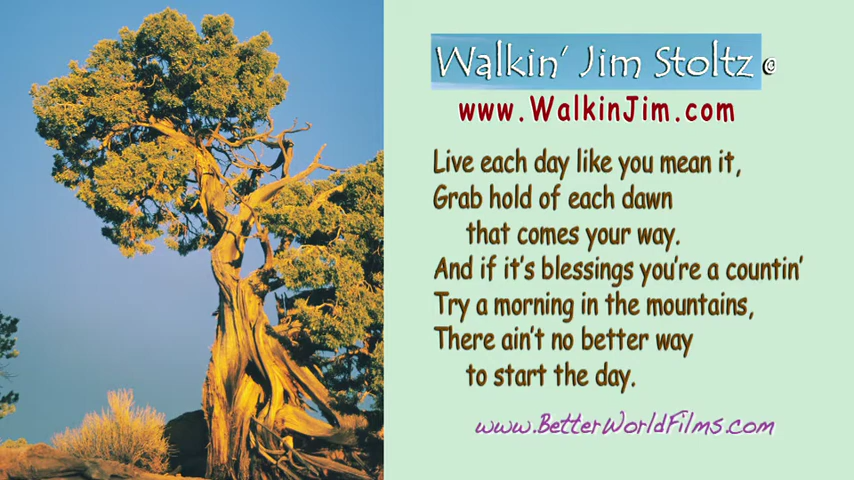 Walkin' Jim Stoltz ©
www.WalkinJim.com
Live each day like you mean it,
Grab hold of each dawn
that comes your way.
And if it's blessings you're a countin'
Try a morning in the mountains,
There ain't no better way
to start the day.
www.BetterWorldFilms.com